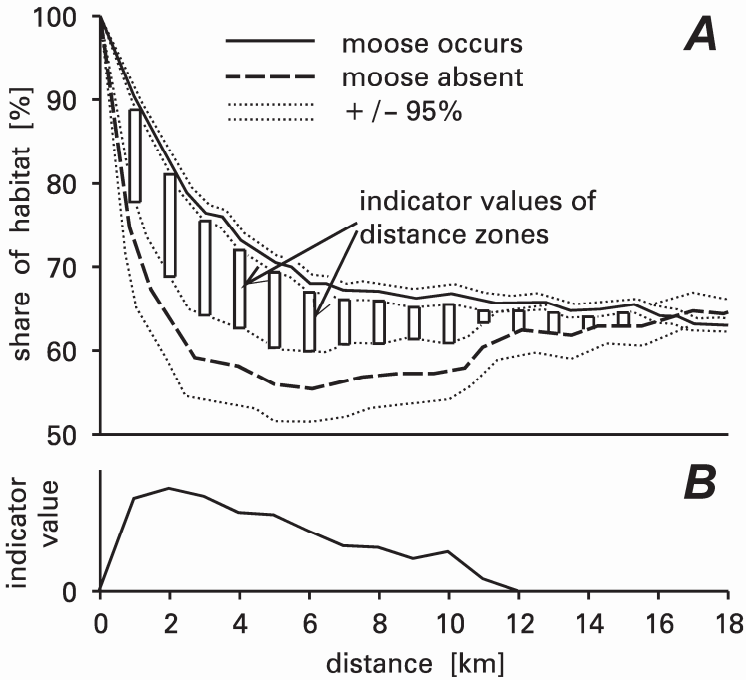 A
moose occurs
moose absent
+/– 95%
indicator values of
distance zones
share of habitat [%]
100
90
80
70
60
50
B
indicator
value
0
0 2 4 6 8 10 12 14 16 18
distance [km]